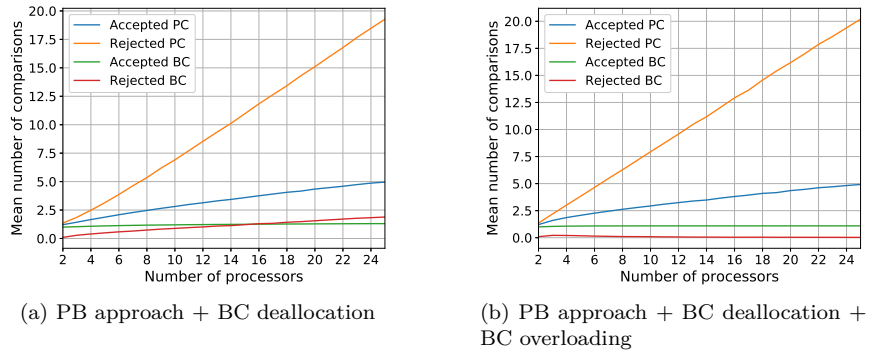 Mean number of comparisons
20.0
17.5
15.0
12.5
10.0
7.5
5.0
2.5
0.0
Accepted PC
Rejected PC
Accepted BC
Rejected BC
2 4 6 8 10 12 14 16 18 20 22 24
Number of processors
(a) PB approach + BC deallocation
Mean number of comparisons
20.0
17.5
15.0
12.5
10.0
7.5
5.0
2.5
0.0
Accepted PC
Rejected PC
Accepted BC
Rejected BC
2 4 6 8 10 12 14 16 18 20 22 24
Number of processors
(b) PB approach + BC deallocation +
BC overloading